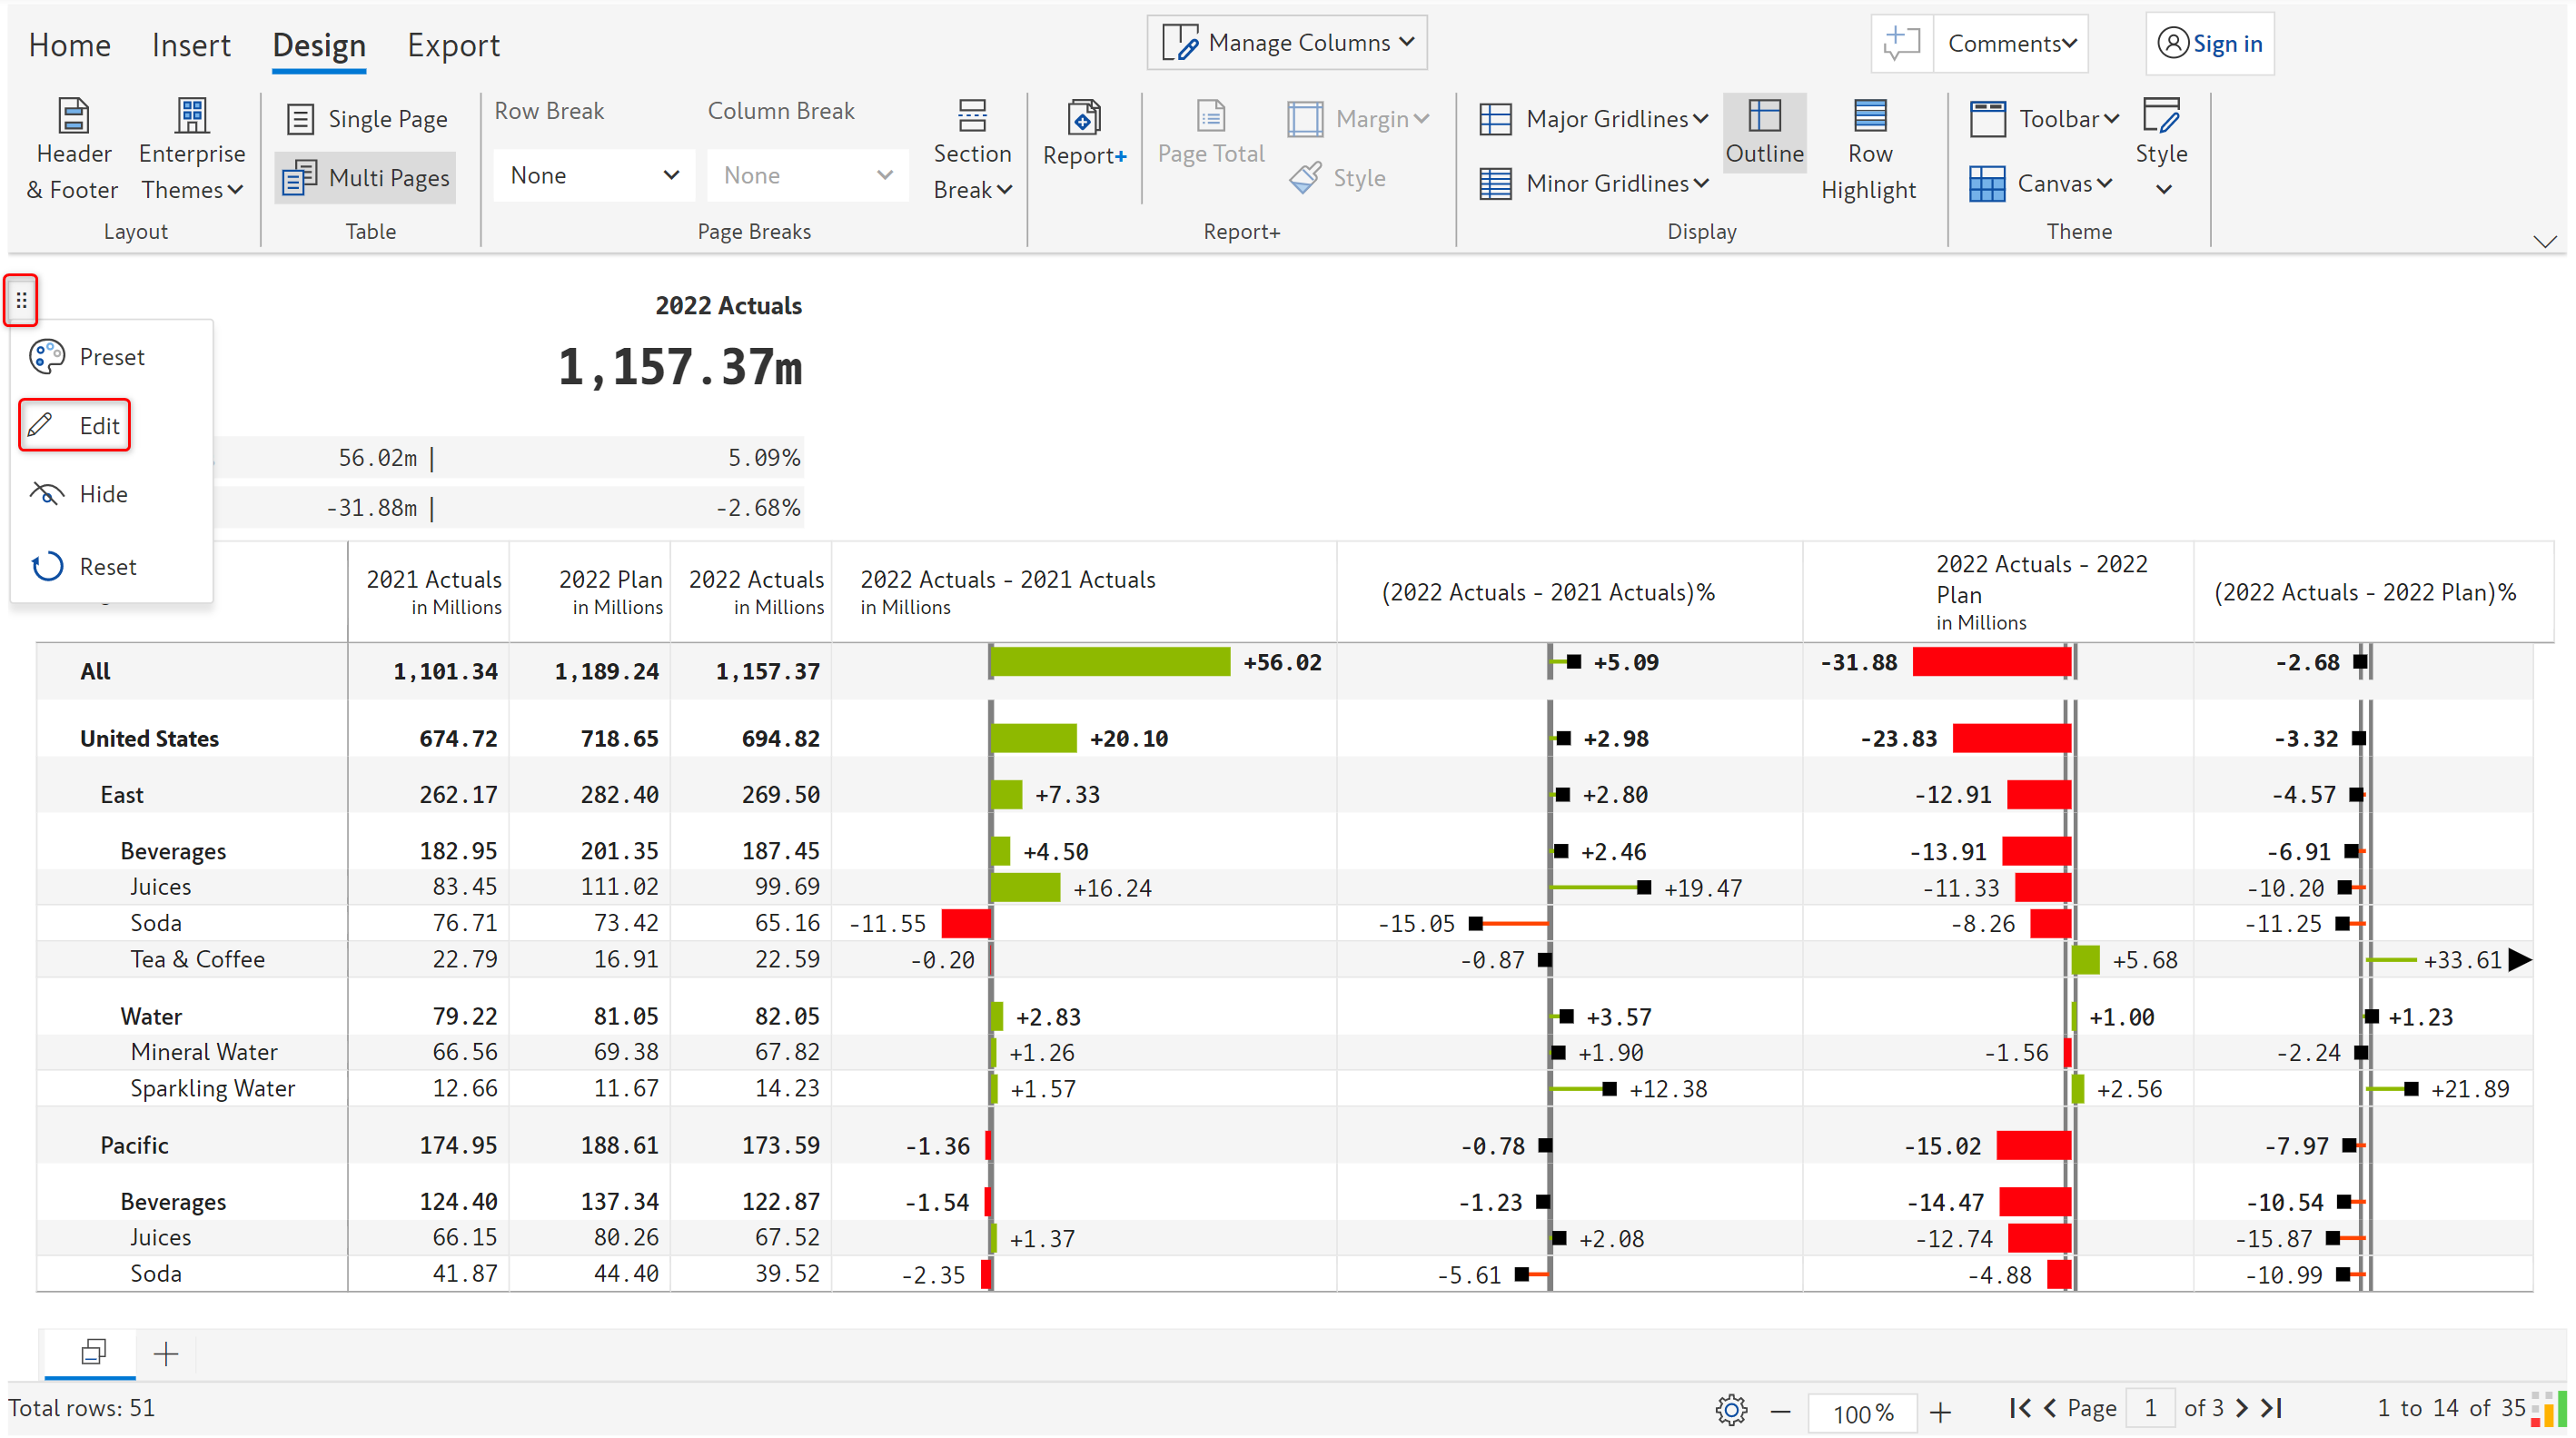 Home Insert Design Export Manage Columns Comments Sign in
Header & Footer
Enterprise Themes
Layout
Single Page
Multi Pages
Table
Row Break
None
Column Break
None
Section Break
Page Breaks
Report+
Page Total
Margin
Style
Report+
Major Gridlines
Minor Gridlines
Outline
Row Highlight
Display
Toolbar
Canvas
Style
Theme
Preset
Edit
Hide
Reset
2022 Actuals
1,157.37m
56.02m | 5.09%
-31.88m | -2.68%
2021 Actuals in Millions
2022 Plan in Millions
2022 Actuals in Millions
2022 Actuals - 2021 Actuals in Millions
(2022 Actuals - 2021 Actuals)%
2022 Actuals - 2022 Plan in Millions
(2022 Actuals - 2022 Plan)%
All 1,101.34 1,189.24 1,157.37 +56.02 +5.09 -31.88 -2.68
United States 674.72 718.65 694.82 +20.10 +2.98 -23.83 -3.32
East 262.17 282.40 269.50 +7.33 +2.80 -12.91 -4.57
Beverages 182.95 201.35 187.45 +4.50 +2.46 -13.91 -6.91
Juices 83.45 111.02 99.69 +16.24 +19.47 -11.33 -10.20
Soda 76.71 73.42 65.16 -11.55 -15.05 -8.26 -11.25
Tea & Coffee 22.79 16.91 22.59 -0.20 -0.87 +5.68 +33.61
Water 79.22 81.05 82.05 +2.83 +3.57 +1.00 +1.23
Mineral Water 66.56 69.38 67.82 +1.26 +1.90 -1.56 -2.24
Sparkling Water 12.66 11.67 14.23 +1.57 +12.38 +2.56 +21.89
Pacific 174.95 188.61 173.59 -1.36 -0.78 -15.02 -7.97
Beverages 124.40 137.34 122.87 -1.54 -1.23 -14.47 -10.54
Juices 66.15 80.26 67.52 +1.37 +2.08 -12.74 -15.87
Soda 41.87 44.40 39.52 -2.35 -5.61 -4.88 -10.99
Total rows: 51 100% Page 1 of 3 1 to 14 of 35